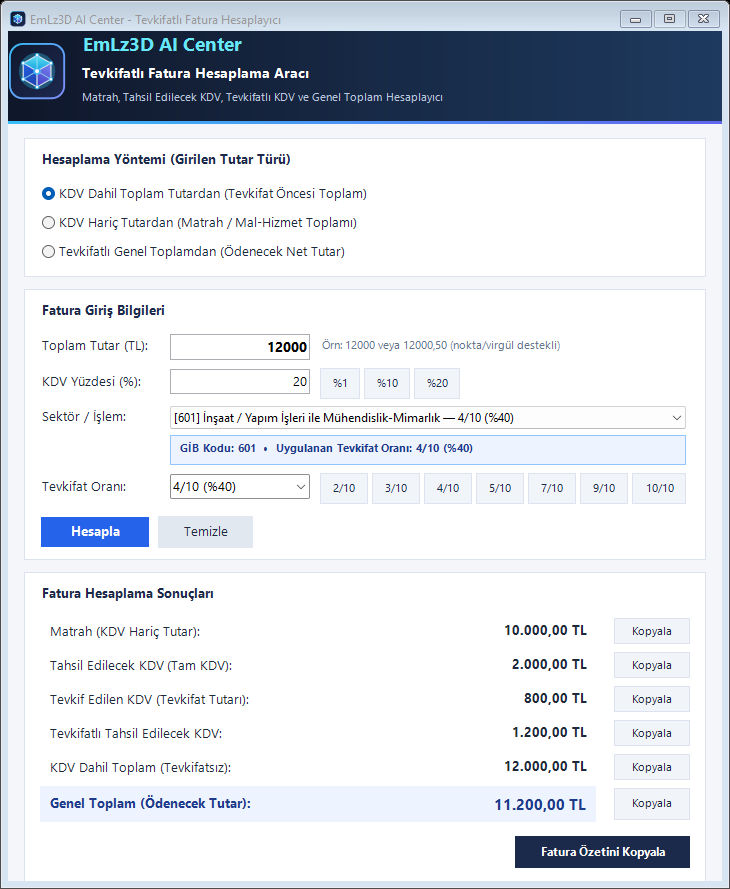 EmLz3D AI Center - Tevkifatlı Fatura Hesaplayıcı
EmLz3D AI Center
Tevkifatlı Fatura Hesaplama Aracı
Matrah, Tahsil Edilecek KDV, Tevkifatlı KDV ve Genel Toplam Hesaplayıcı
Hesaplama Yöntemi (Girilen Tutar Türü)
KDV Dahil Toplam Tutardan (Tevkifat Öncesi Toplam)
KDV Hariç Tutardan (Matrah / Mal-Hizmet Toplamı)
Tevkifatlı Genel Toplamdan (Ödenecek Net Tutar)
Fatura Giriş Bilgileri
Toplam Tutar (TL): 12000 Örn: 12000 veya 12000,50 (nokta/virgül destekli)
KDV Yüzdesi (%): 20 %1 %10 %20
Sektör / İşlem: [601] İnşaat / Yapım İşleri ile Mühendislik-Mimarlık — 4/10 (%40)
GİB Kodu: 601 • Uygulanan Tevkifat Oranı: 4/10 (%40)
Tevkifat Oranı: 4/10 (%40) 2/10 3/10 4/10 5/10 7/10 9/10 10/10
Hesapla Temizle
Fatura Hesaplama Sonuçları
Matrah (KDV Hariç Tutar): 10.000,00 TL Kopyala
Tahsil Edilecek KDV (Tam KDV): 2.000,00 TL Kopyala
Tevkif Edilen KDV (Tevkifat Tutarı): 800,00 TL Kopyala
Tevkifatlı Tahsil Edilecek KDV: 1.200,00 TL Kopyala
KDV Dahil Toplam (Tevkifatsız): 12.000,00 TL Kopyala
Genel Toplam (Ödenecek Tutar): 11.200,00 TL Kopyala
Fatura Özetini Kopyala